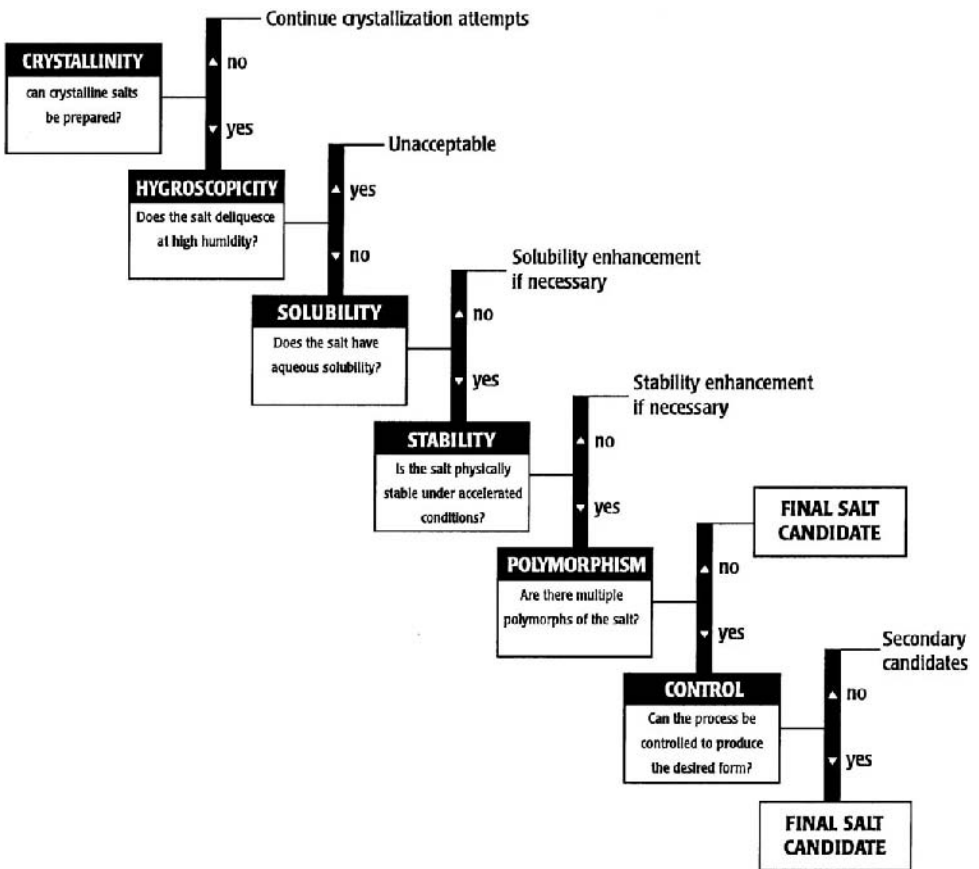 Continue crystallization attempts
CRYSTALLINITY
can crystalline salts
be prepared?
no
yes
Unacceptable
HYGROSCOPICITY
Does the salt deliquesce
at high humidity?
yes
no
Solubility enhancement
if necessary
SOLUBILITY
Does the salt have
aqueous solubility?
no
yes
Stability enhancement
if necessary
STABILITY
Is the salt physically
stable under accelerated
conditions?
no
yes
FINAL SALT
CANDIDATE
POLYMORPHISM
Are there multiple
polymorphs of the salt?
no
yes
Secondary
candidates
CONTROL
Can the process be
controlled to produce
the desired form?
no
yes
FINAL SALT
CANDIDATE